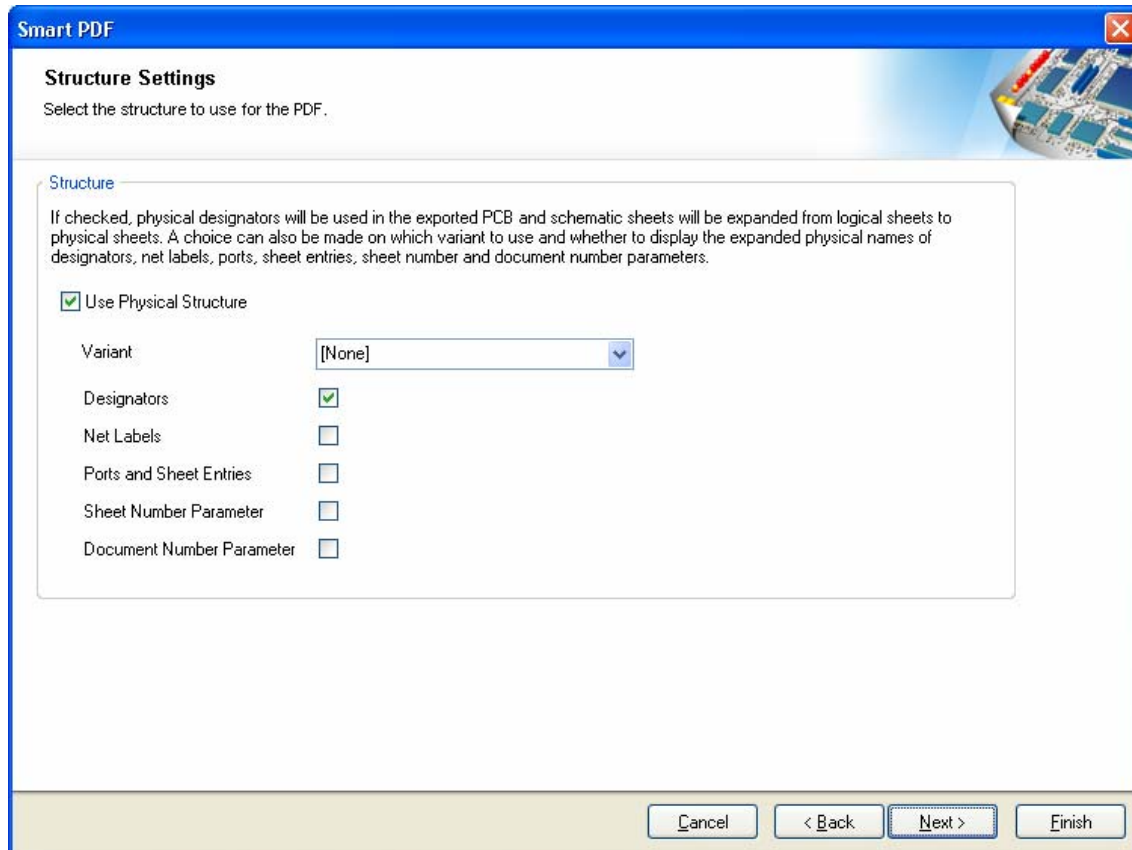 Smart PDF
Structure Settings
Select the structure to use for the PDF.
Structure
If checked, physical designators will be used in the exported PCB and schematic sheets will be expanded from logical sheets to
physical sheets. A choice can also be made on which variant to use and whether to display the expanded physical names of
designators, net labels, ports, sheet entries, sheet number and document number parameters.
Use Physical Structure
Variant [None]
Designators
Net Labels
Ports and Sheet Entries
Sheet Number Parameter
Document Number Parameter
Cancel < Back Next > Finish